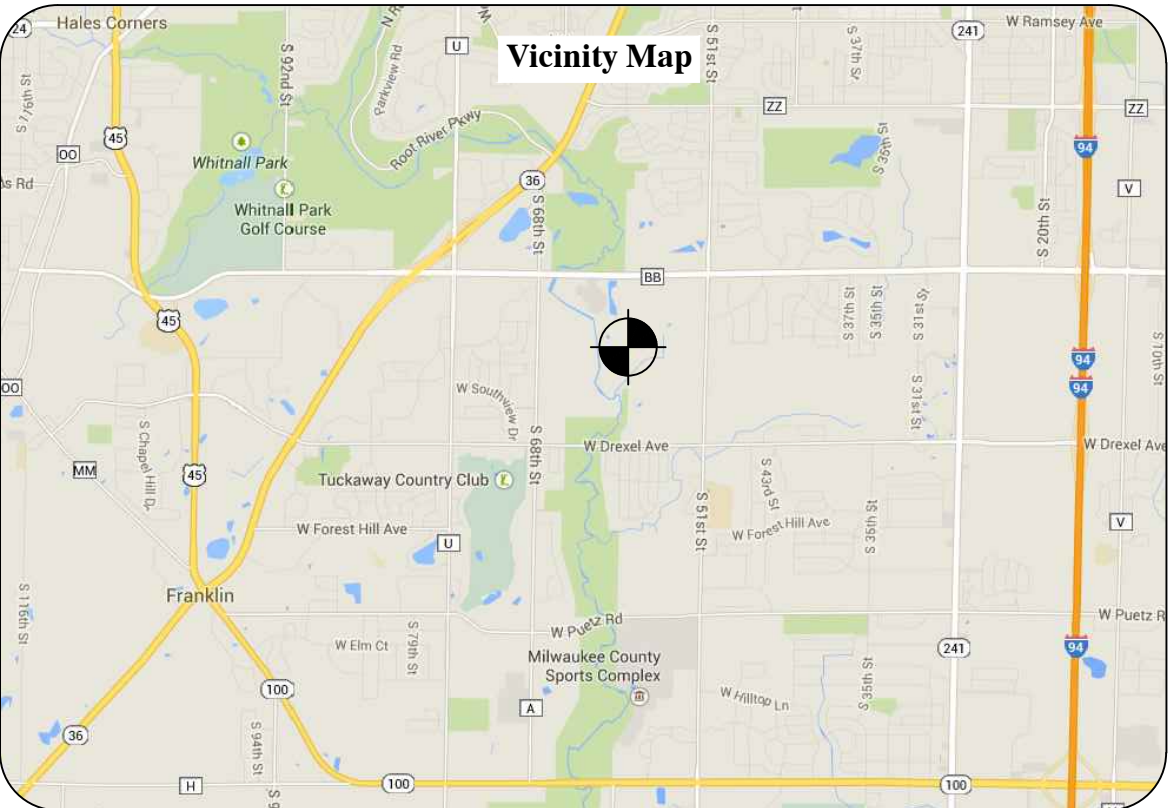 24
Hales Corners
Vicinity Map
U
241
W Ramsey Ave
S 92nd St
Parkview Rd
S 51st St
S 37th St
ZZ
ZZ
45
OO
Root River Pkwy
94
Whitnall Park
S 35th St
V
36
Whitnall Park
Golf Course
S 68th St
S 20th St
BB
45
S 37th St
S 35th St
S 31st St
S 10th St
94
94
OO
W Southview Dr
S 31st St
S Chapel Hill Dr
S 68th St
W Drexel Ave
W Drexel Ave
MM
45
Tuckaway Country Club
S 43rd St
S 51st St
W Forest Hill Ave
W Forest Hill Ave
S 35th St
V
U
Franklin
S 116th St
W Puetz Rd
W Puetz R
W Elm Ct
S 79th St
241
94
Milwaukee County
Sports Complex
S 35th St
100
W Hilltop Ln
A
36
S 94th St
H
100
100